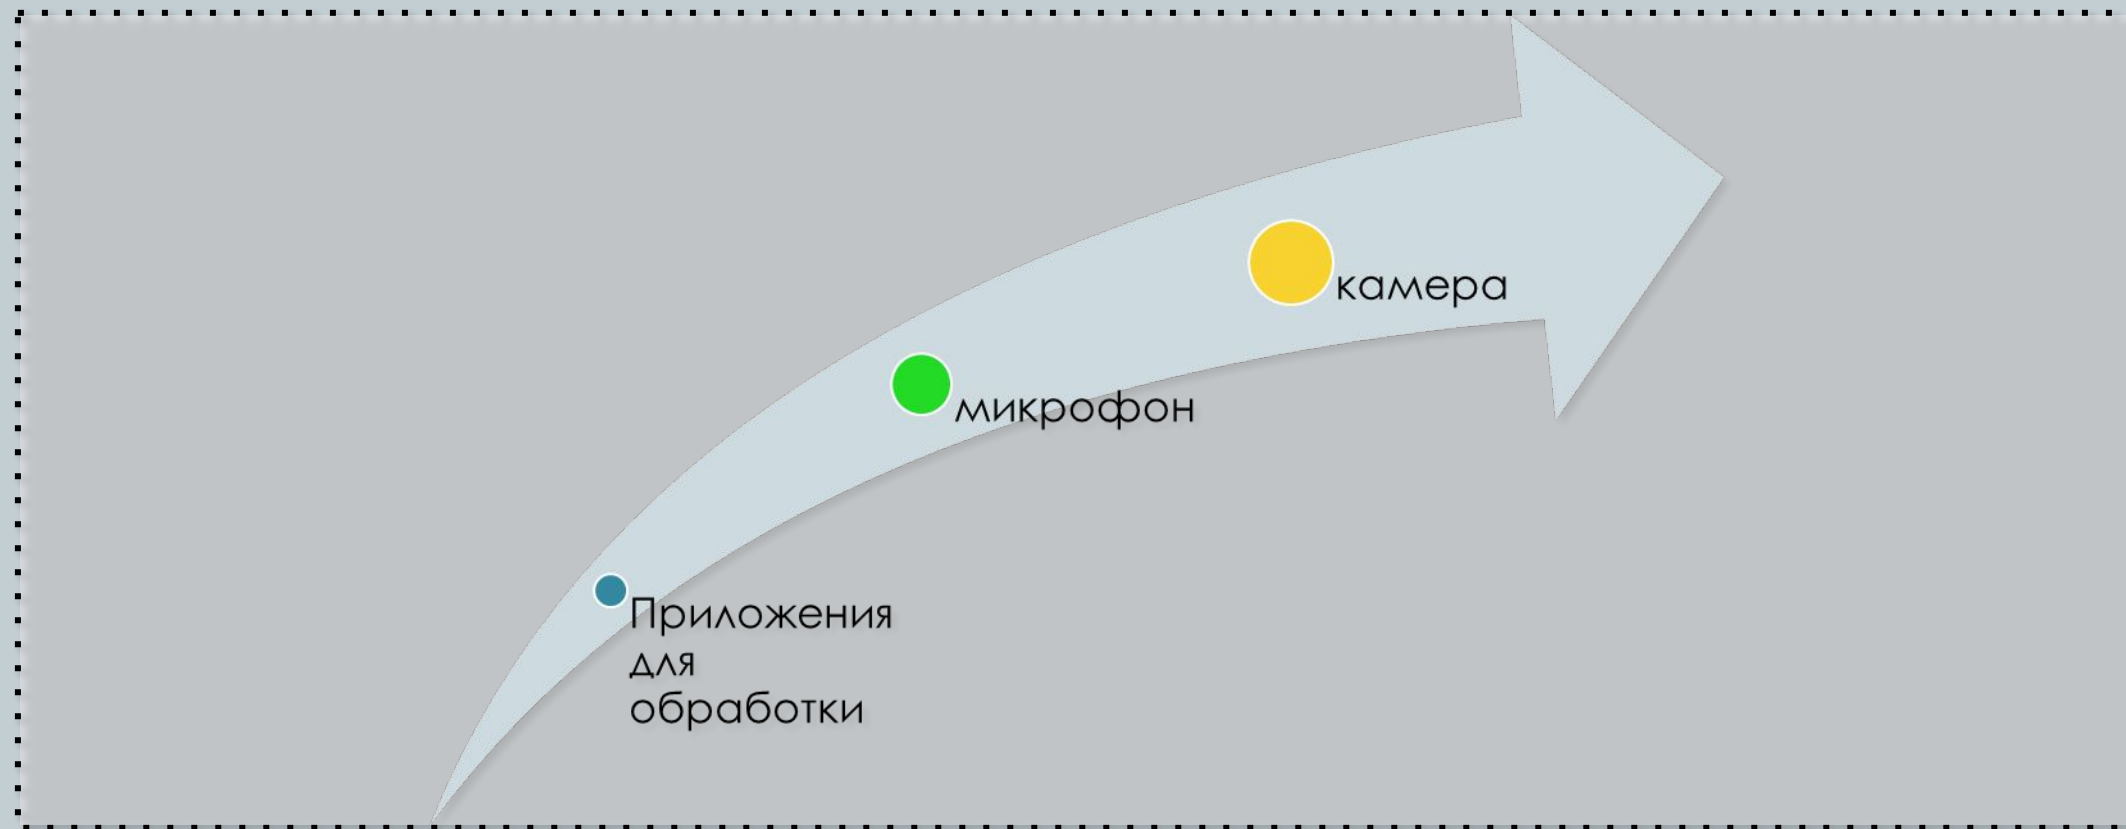 камера
микрофон
Приложения
для
обработки